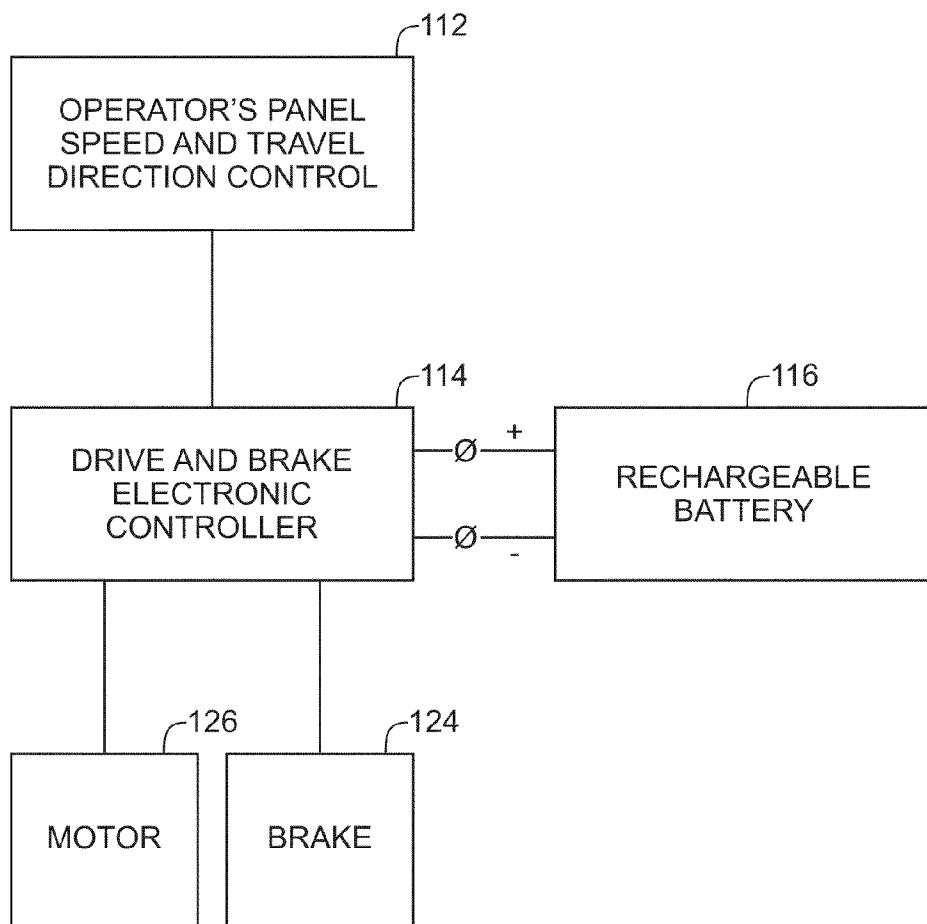 112
OPERATOR'S PANEL
SPEED AND TRAVEL
DIRECTION CONTROL
114
DRIVE AND BRAKE
ELECTRONIC
CONTROLLER
Ø +
Ø -
116
RECHARGEABLE
BATTERY
126
MOTOR
124
BRAKE